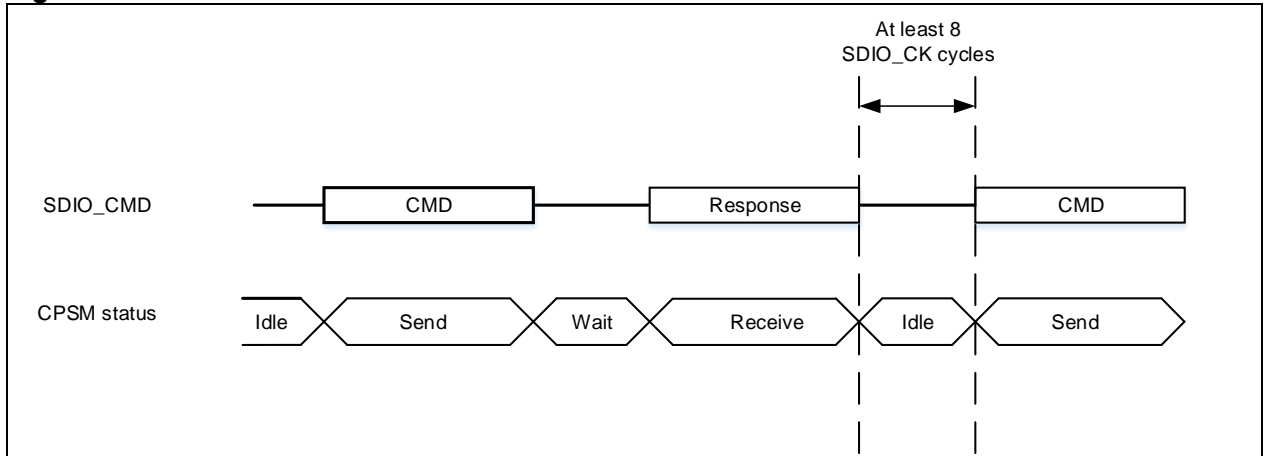 At least 8
SDIO_CK cycles
SDIO_CMD CMD Response CMD
CPSM status Idle Send Wait Receive Idle Send